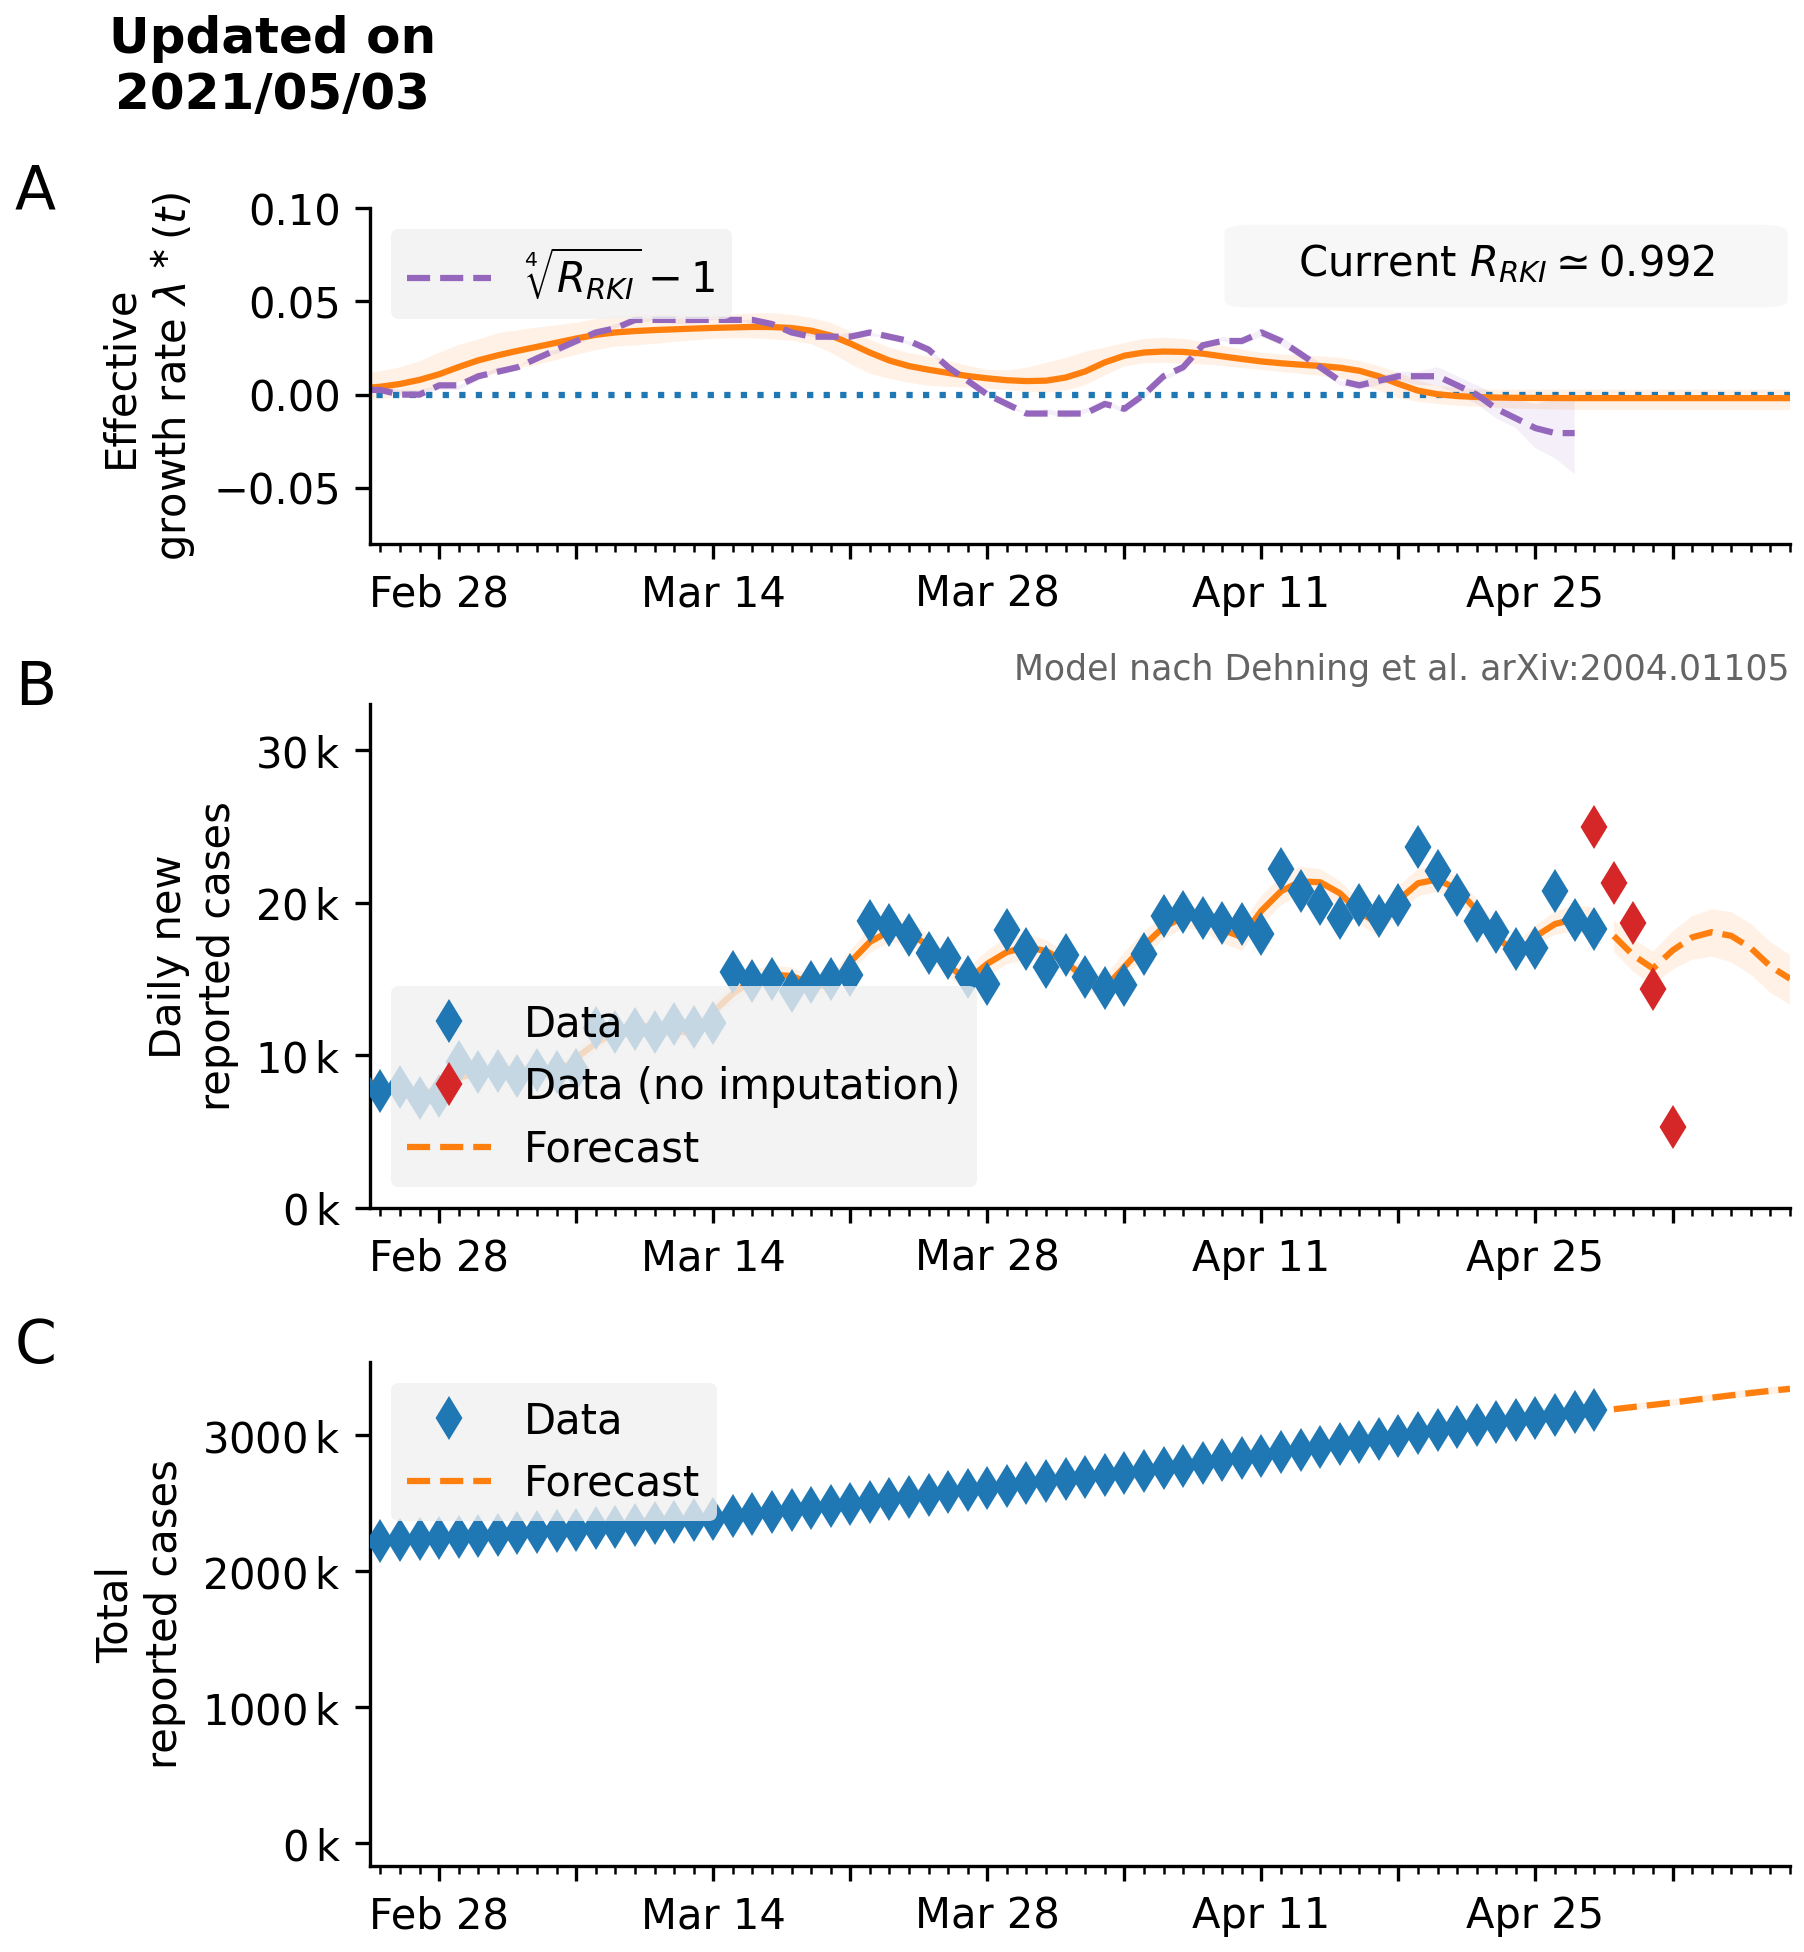 Updated on
2021/05/03
A
Effective
growth rate λ * (t)
0.10
0.05
0.00
−0.05
∜R_RKI − 1
Current R_RKI ≃ 0.992
Feb 28
Mar 14
Mar 28
Apr 11
Apr 25
Model nach Dehning et al. arXiv:2004.01105
B
Daily new
reported cases
30 k
20 k
10 k
0 k
Data
Data (no imputation)
Forecast
Feb 28
Mar 14
Mar 28
Apr 11
Apr 25
C
Total
reported cases
3000 k
2000 k
1000 k
0 k
Data
Forecast
Feb 28
Mar 14
Mar 28
Apr 11
Apr 25